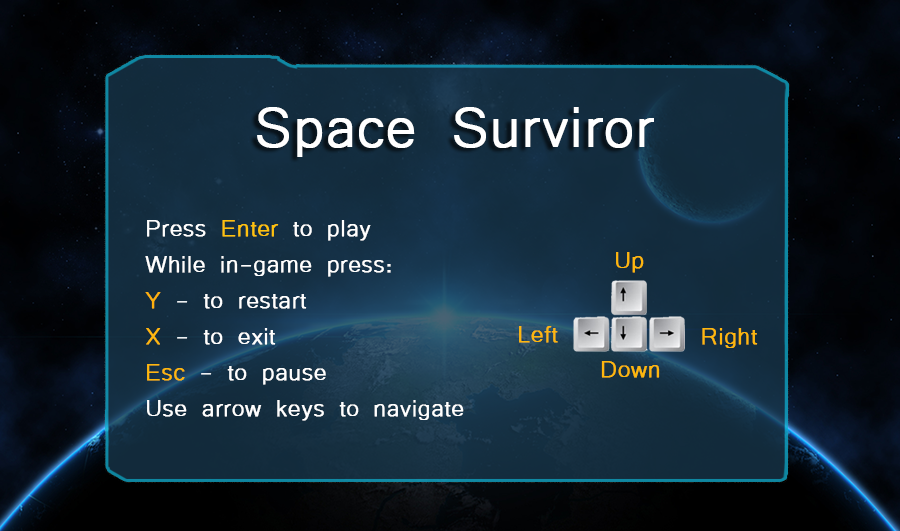 Space Surviror
Press Enter to play
While in-game press:
Y - to restart
X - to exit
Esc - to pause
Use arrow keys to navigate
Up
↑
Left ← ↓ → Right
Down